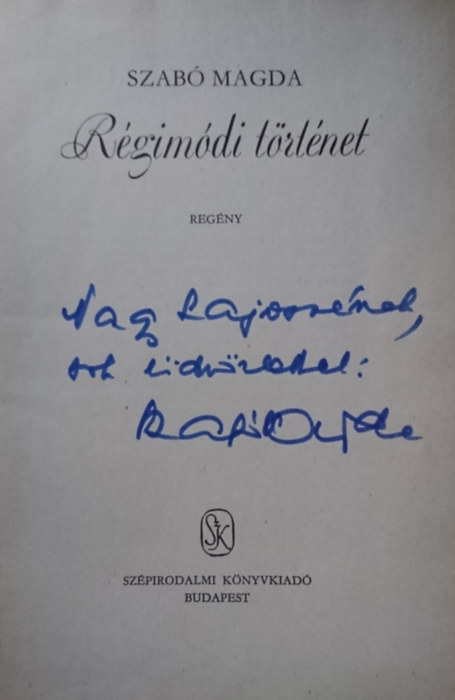 SZABÓ MAGDA
Régimódi történet
REGÉNY
Nagy Lajosnénak,
sok üdvözlettel:
Szabó Magda
SZK
SZÉPIRODALMI KÖNYVKIADÓ
BUDAPEST